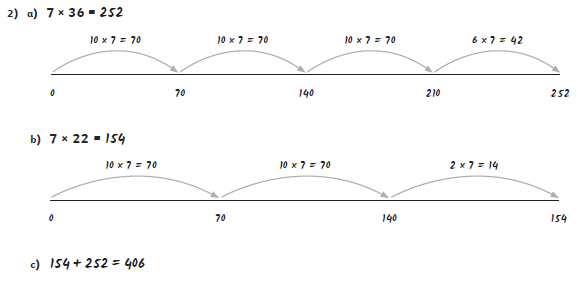 2) a) 7 × 36 = 252
10 × 7 = 70 10 × 7 = 70 10 × 7 = 70 6 × 7 = 42
0 70 140 210 252
b) 7 × 22 = 154
10 × 7 = 70 10 × 7 = 70 2 × 7 = 14
0 70 140 154
c) 154 + 252 = 406